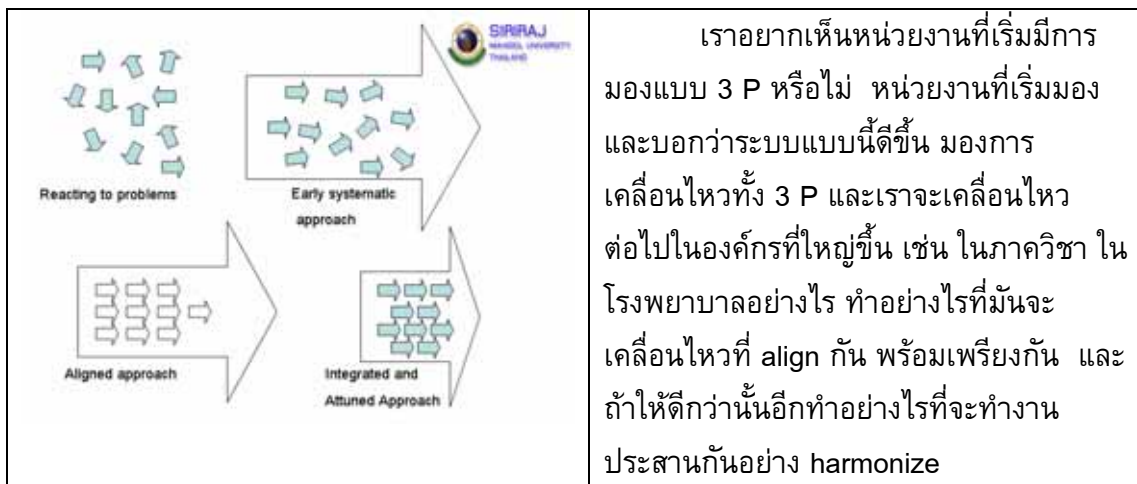 SIRIRAJ
MAHIDOL UNIVERSITY
THAILAND
Reacting to problems
Early systematic
approach
Aligned approach
Integrated and
Attuned Approach
เราอยากเห็นหน่วยงานที่เริ่มมีการ
มองแบบ 3 P หรือไม่ หน่วยงานที่เริ่มมอง
และบอกว่าระบบแบบนี้ดีขึ้น มองการ
เคลื่อนไหวทั้ง 3 P และเราจะเคลื่อนไหว
ต่อไปในองค์กรที่ใหญ่ขึ้น เช่น ในภาควิชา ใน
โรงพยาบาลอย่างไร ทำอย่างไรที่มันจะ
เคลื่อนไหวที่ align กัน พร้อมเพรียงกัน และ
ถ้าให้ดีกว่านั้นอีกทำอย่างไรที่จะทำงาน
ประสานกันอย่าง harmonize